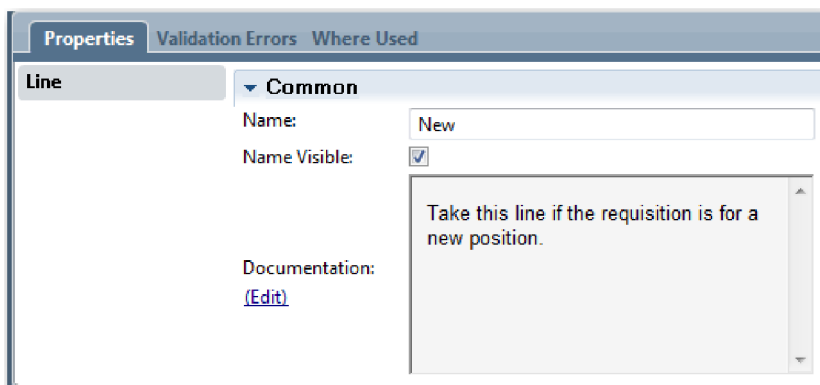 Properties Validation Errors Where Used
Line
Common
Name: New
Name Visible:
Take this line if the requisition is for a
new position.
Documentation:
(Edit)